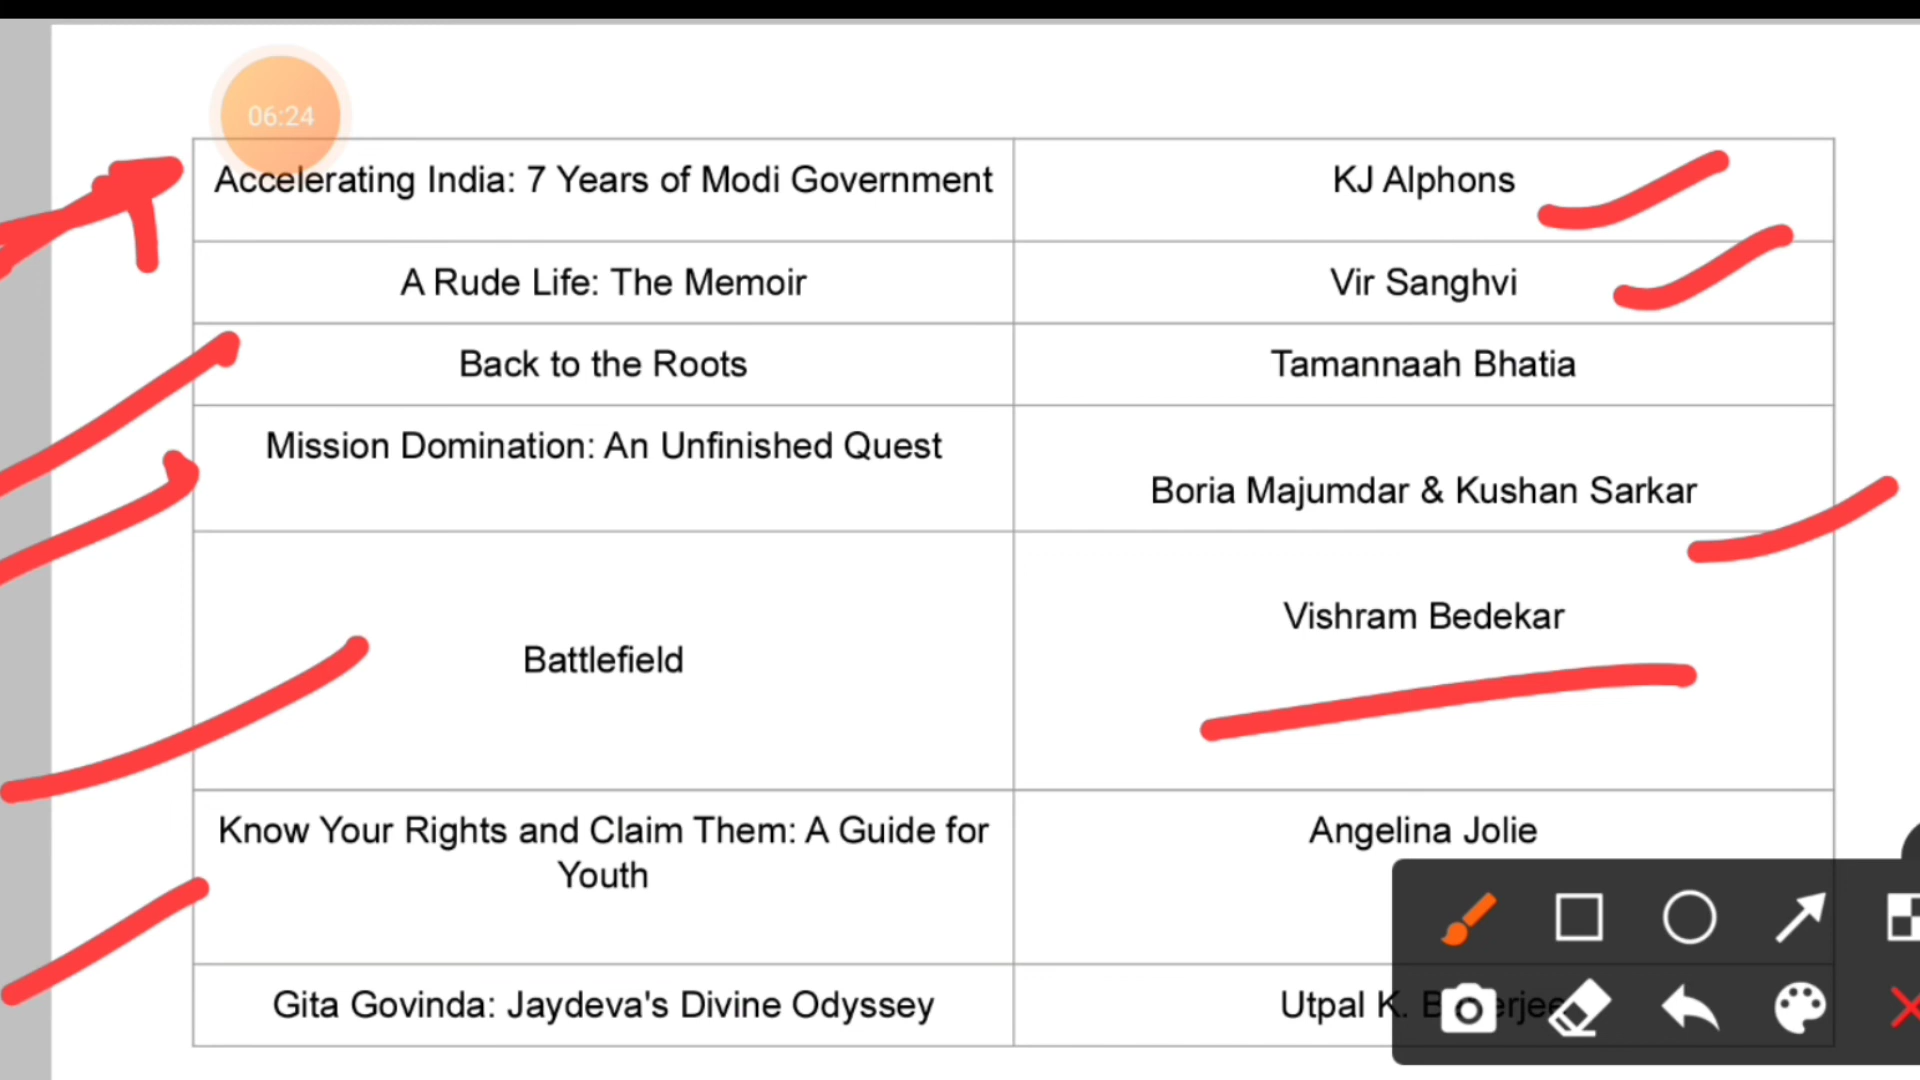 06:24
Accelerating India: 7 Years of Modi Government
KJ Alphons
A Rude Life: The Memoir
Vir Sanghvi
Back to the Roots
Tamannaah Bhatia
Mission Domination: An Unfinished Quest
Boria Majumdar & Kushan Sarkar
Battlefield
Vishram Bedekar
Know Your Rights and Claim Them: A Guide for
Youth
Angelina Jolie
Gita Govinda: Jaydeva's Divine Odyssey
Utpal K.